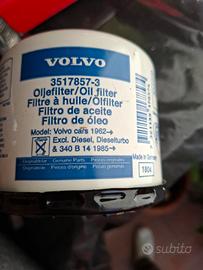 VOLVO
3517857-3
Oljefilter/Oil filter
Filtre à huile/Ölfilter
Filtro de aceite
Filtro de óleo
Model: Volvo cars 1962→
Excl. Diesel, Dieselturbo
& 340 B 14 1985→
Genuine Parts
Made in Germany
1804
subito